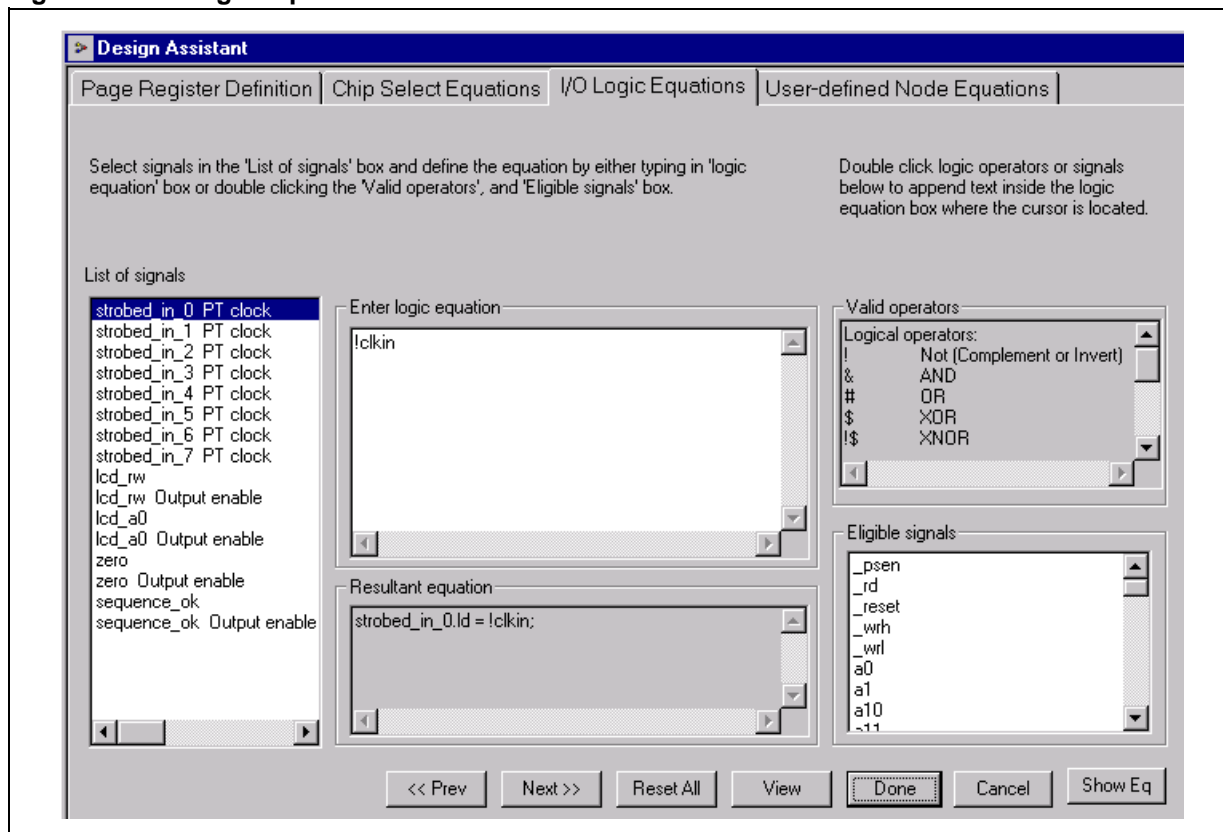 Design Assistant
Page Register Definition
Chip Select Equations
I/O Logic Equations
User-defined Node Equations
Select signals in the 'List of signals' box and define the equation by either typing in 'logic
equation' box or double clicking the 'Valid operators', and 'Eligible signals' box.
Double click logic operators or signals
below to append text inside the logic
equation box where the cursor is located.
List of signals
strobed_in_0 PT clock
strobed_in_1 PT clock
strobed_in_2 PT clock
strobed_in_3 PT clock
strobed_in_4 PT clock
strobed_in_5 PT clock
strobed_in_6 PT clock
strobed_in_7 PT clock
lcd_rw
lcd_rw Output enable
lcd_a0
lcd_a0 Output enable
zero
zero Output enable
sequence_ok
sequence_ok Output enable
Enter logic equation
!clkin
Resultant equation
strobed_in_0.ld = !clkin;
Valid operators
Logical operators:
! Not (Complement or Invert)
& AND
# OR
$ XOR
!$ XNOR
Eligible signals
_psen
_rd
_reset
_wrh
_wrl
a0
a1
a10
a11
<< Prev
Next >>
Reset All
View
Done
Cancel
Show Eq